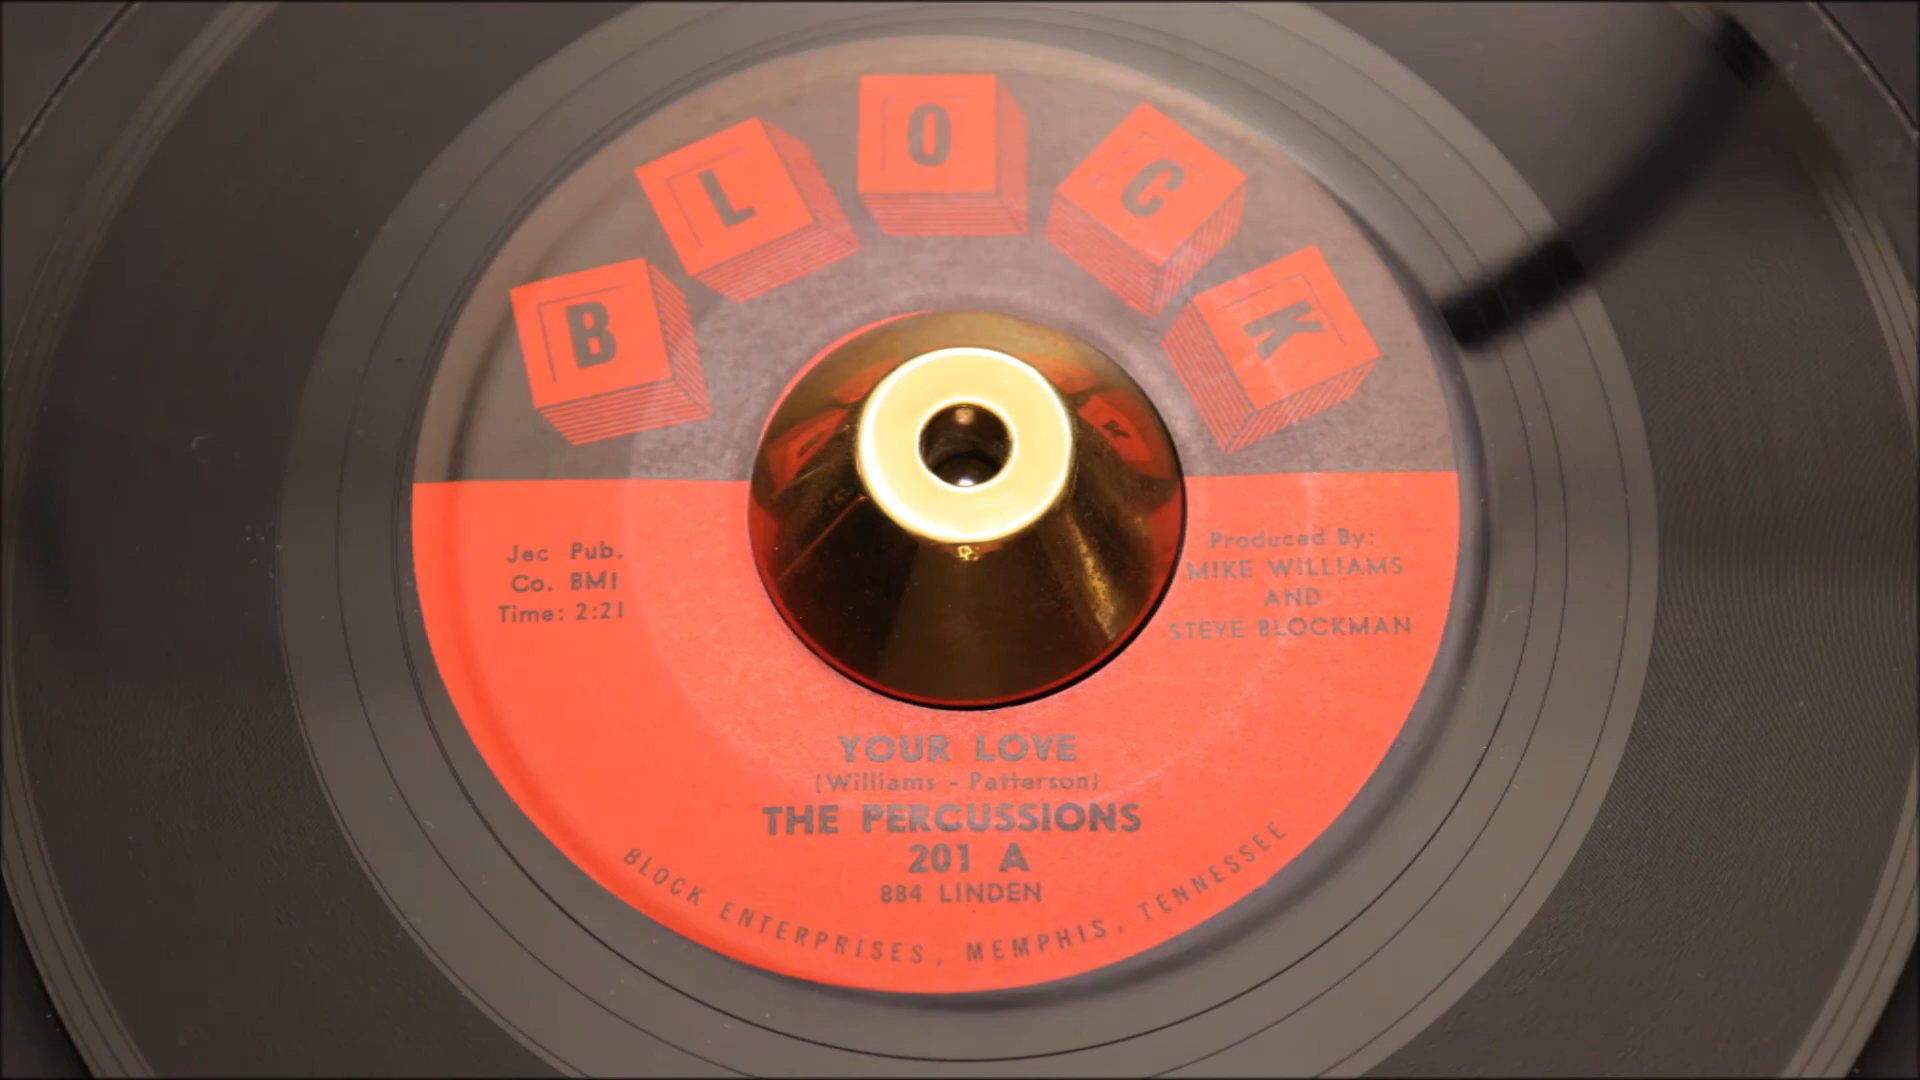 BLOCK
Jec Pub.
Co. BMI
Time: 2:21
Produced By:
MIKE WILLIAMS
AND
STEVE BLOCKMAN
YOUR LOVE
(Williams - Patterson)
THE PERCUSSIONS
201 A
884 LINDEN
BLOCK ENTERPRISES, MEMPHIS, TENNESSEE